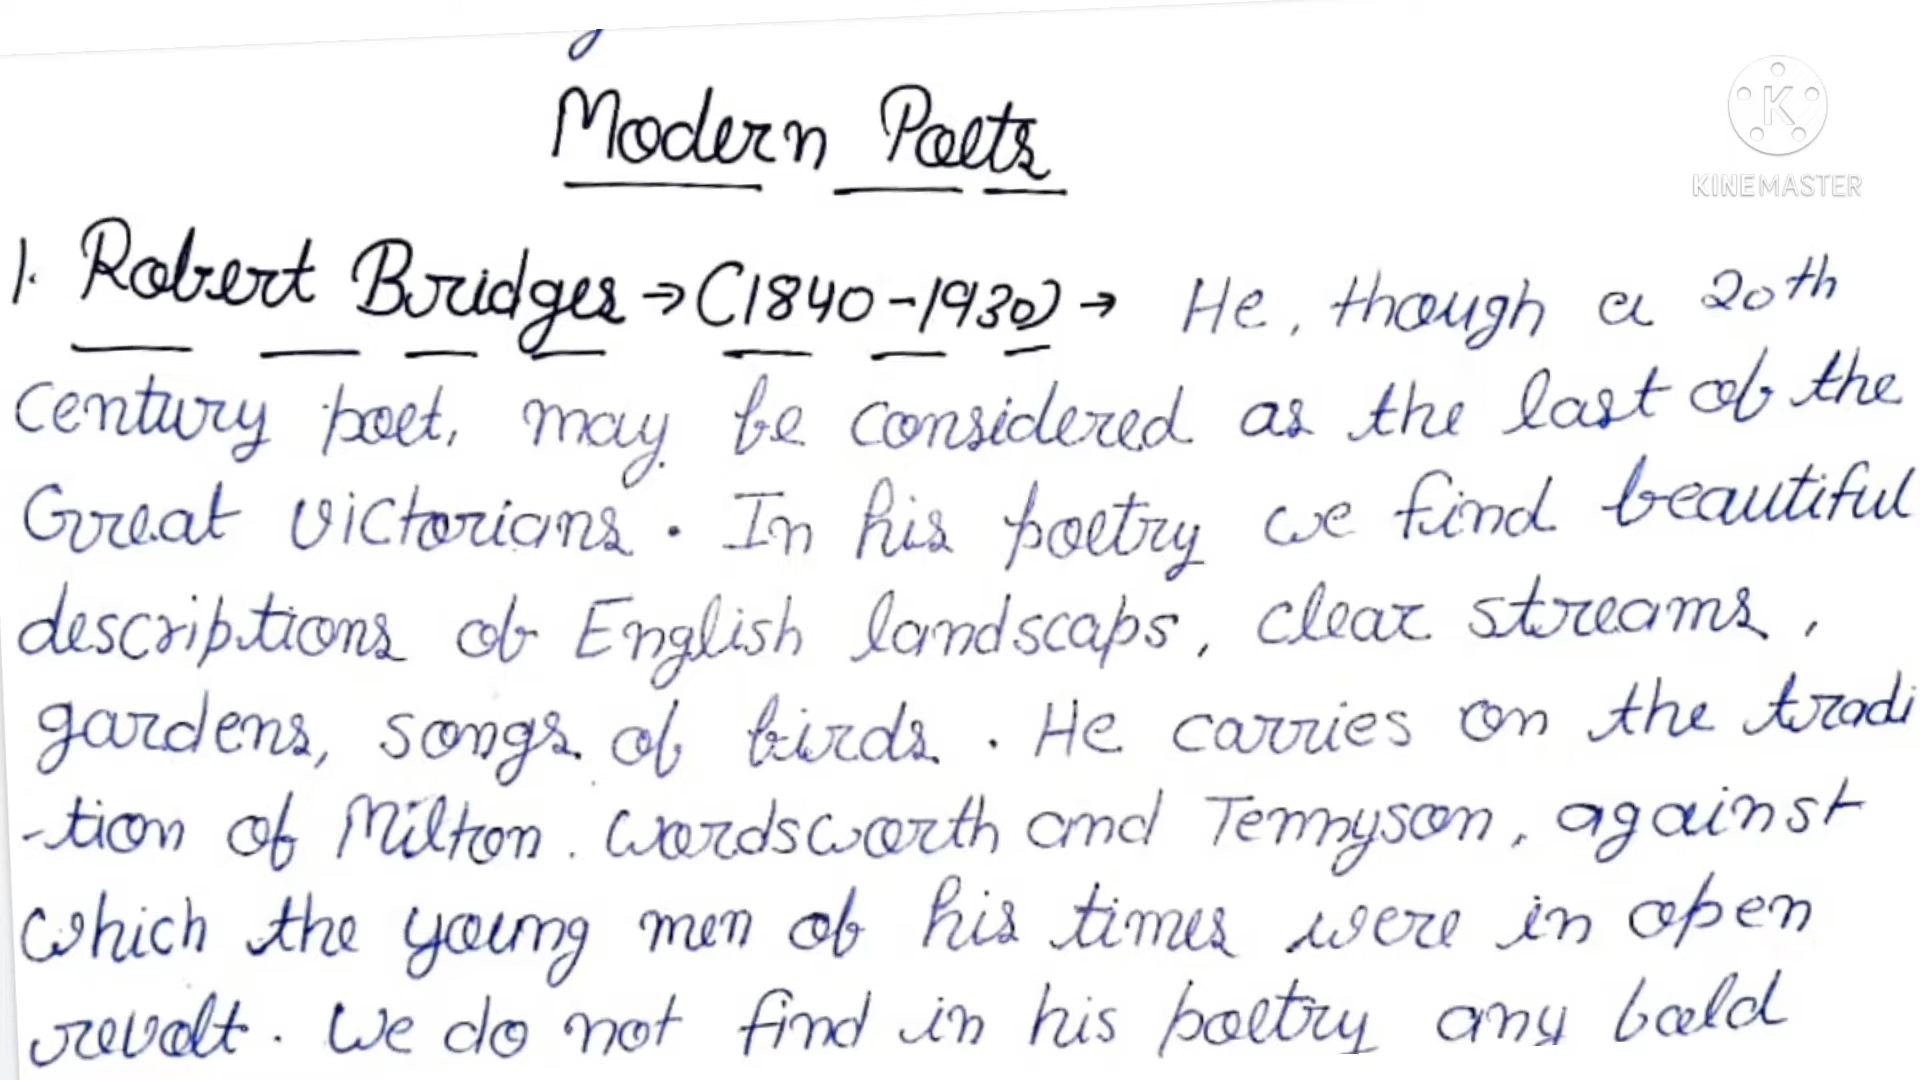 Modern Poets
KINEMASTER
1. Robert Bridges → (1840-1930) → He, though a 20th
century poet, may be considered as the last of the
Great victorians. In his poetry we find beautiful
descriptions of English landscaps, clear streams,
gardens, songs of birds. He carries on the tradi
-tion of Milton. Wordsworth and Tennyson, against
which the young men of his times were in open
revolt. We do not find in his poetry any bold